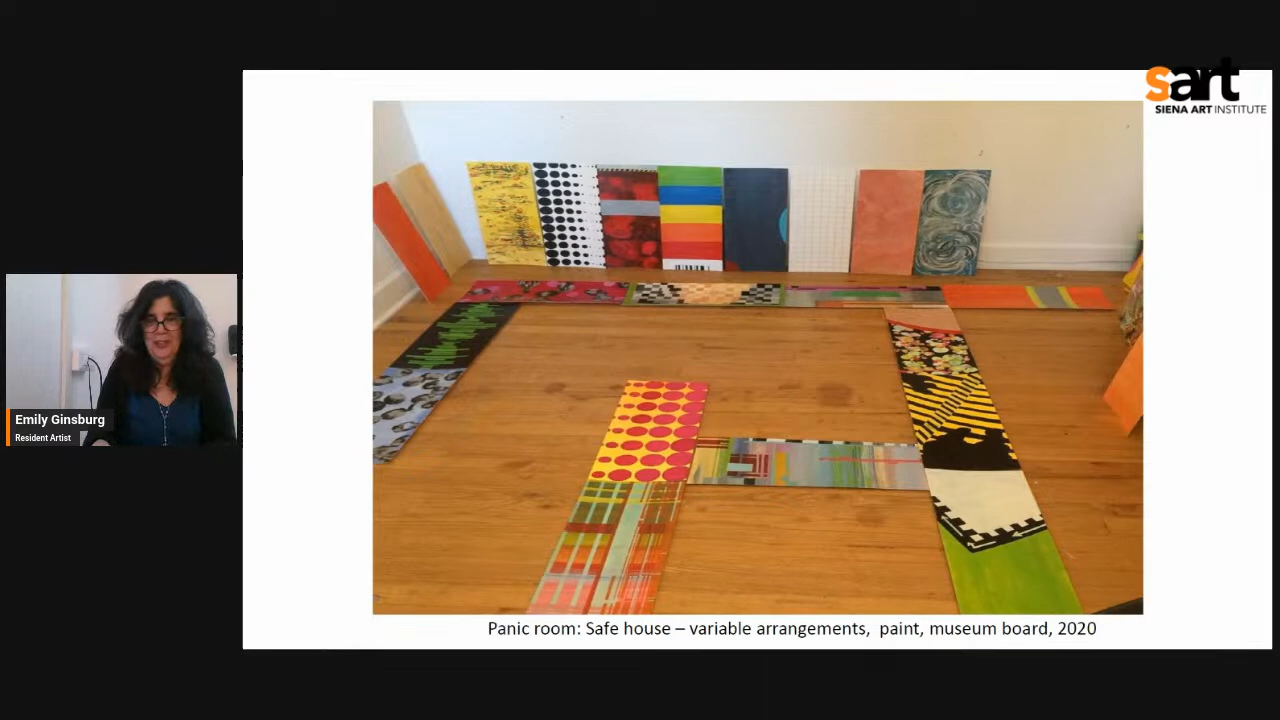 sart
SIENA ART INSTITUTE
Emily Ginsburg
Resident Artist
Panic room: Safe house – variable arrangements, paint, museum board, 2020